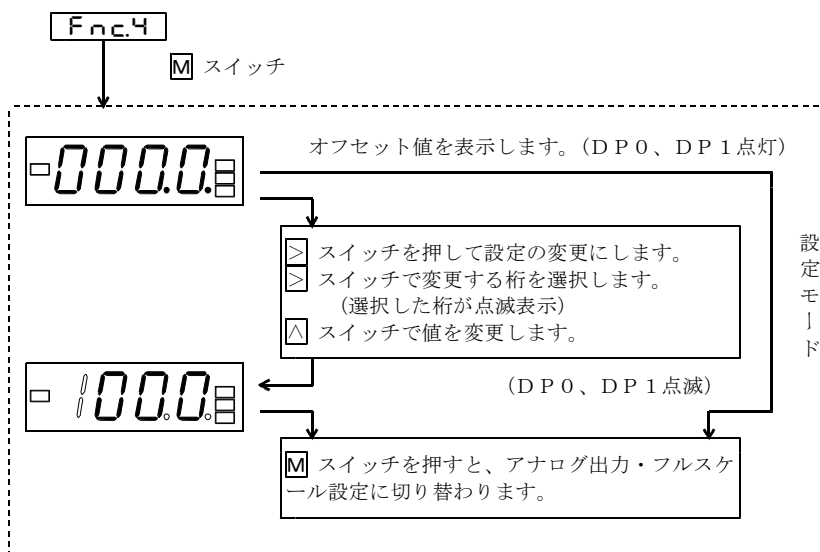 Fnc.4
M スイッチ
オフセット値を表示します。（ＤＰ０、ＤＰ１点灯）
-000.0.
> スイッチを押して設定の変更にします。
> スイッチで変更する桁を選択します。
（選択した桁が点滅表示）
∧ スイッチで値を変更します。
設定モード
（ＤＰ０、ＤＰ１点滅）
100.0.
M スイッチを押すと、アナログ出力・フルスケ
ール設定に切り替わります。